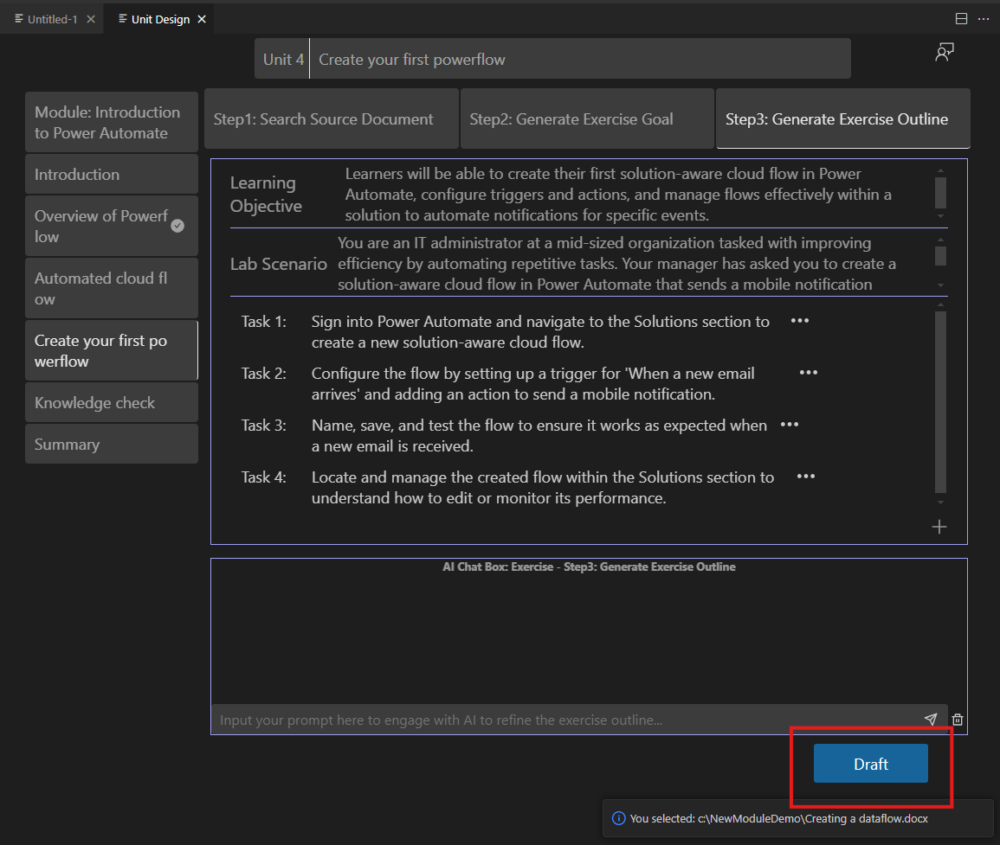 Untitled-1
Unit Design
Unit 4
Create your first powerflow
Module: Introduction
to Power Automate
Introduction
Overview of Powerf
low
Automated cloud fl
ow
Create your first po
werflow
Knowledge check
Summary
Step1: Search Source Document
Step2: Generate Exercise Goal
Step3: Generate Exercise Outline
Learning
Objective
Learners will be able to create their first solution-aware cloud flow in Power
Automate, configure triggers and actions, and manage flows effectively within a
solution to automate notifications for specific events.
Lab Scenario
You are an IT administrator at a mid-sized organization tasked with improving
efficiency by automating repetitive tasks. Your manager has asked you to create a
solution-aware cloud flow in Power Automate that sends a mobile notification
Task 1:
Sign into Power Automate and navigate to the Solutions section to
create a new solution-aware cloud flow.
Task 2:
Configure the flow by setting up a trigger for 'When a new email
arrives' and adding an action to send a mobile notification.
Task 3:
Name, save, and test the flow to ensure it works as expected when
a new email is received.
Task 4:
Locate and manage the created flow within the Solutions section to
understand how to edit or monitor its performance.
AI Chat Box: Exercise - Step3: Generate Exercise Outline
Input your prompt here to engage with AI to refine the exercise outline...
Draft
You selected: c:\NewModuleDemo\Creating a dataflow.docx